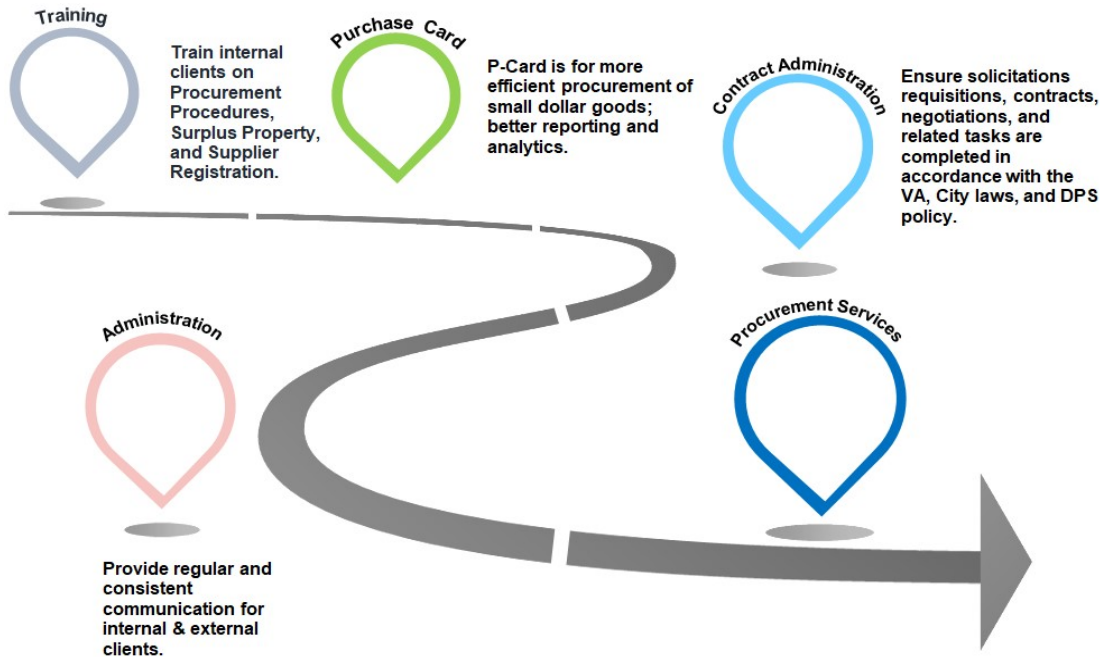 Training
Train internal
clients on
Procurement
Procedures,
Surplus Property,
and Supplier
Registration.
Purchase Card
P-Card is for more
efficient procurement of
small dollar goods;
better reporting and
analytics.
Contract Administration
Ensure solicitations
requisitions, contracts,
negotiations, and
related tasks are
completed in
accordance with the
VA, City laws, and DPS
policy.
Administration
Provide regular and
consistent
communication for
internal & external
clients.
Procurement Services